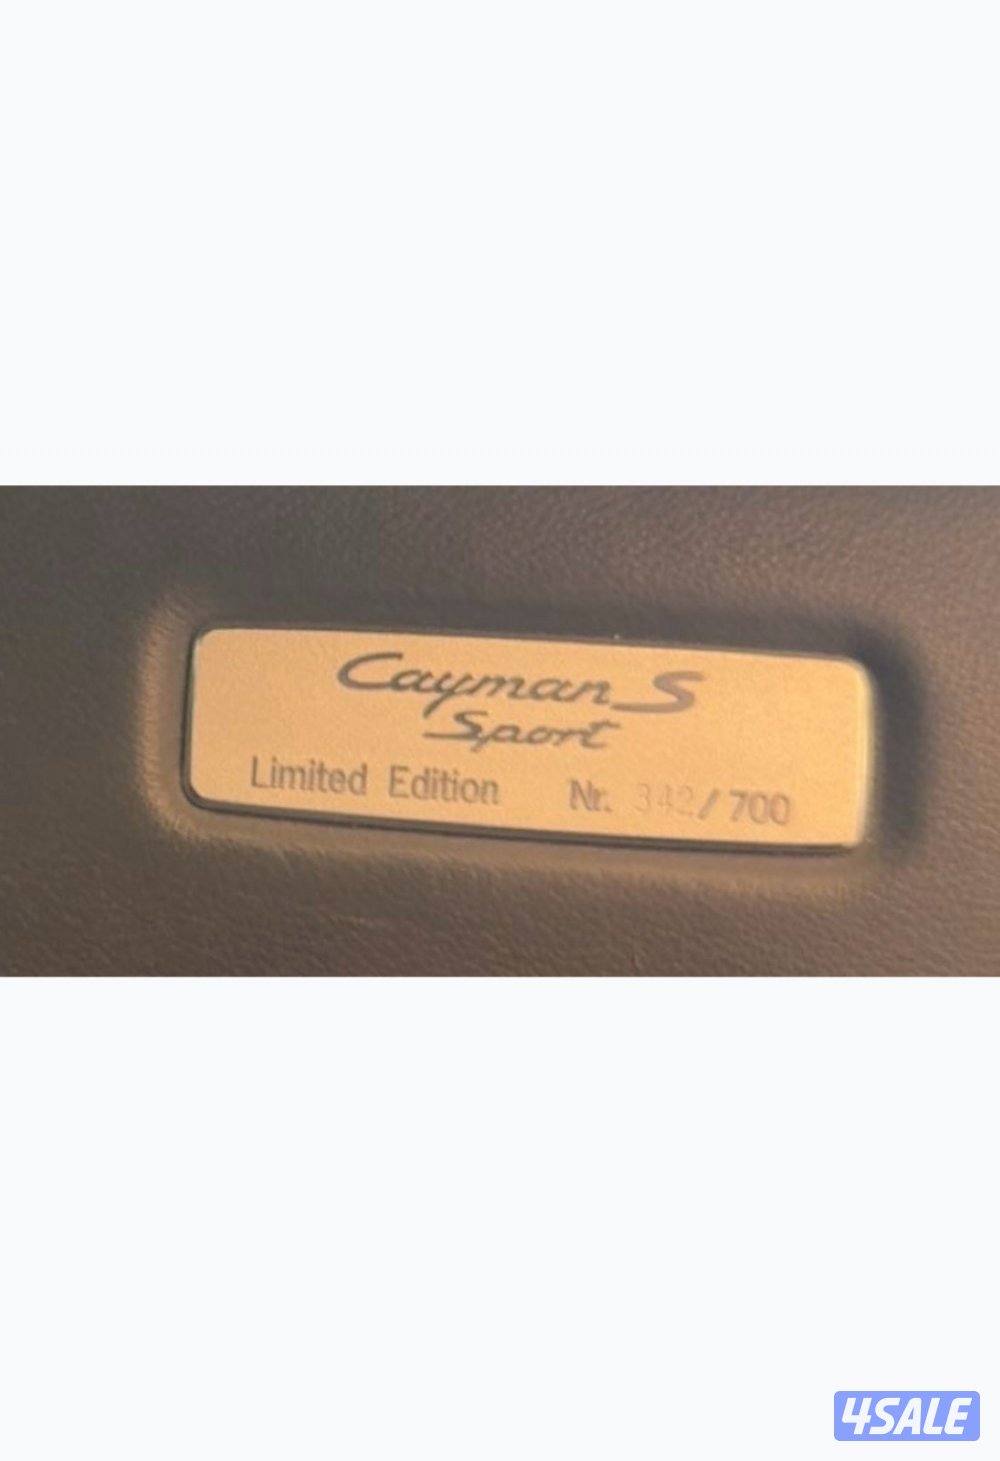 Cayman S
Sport
Limited Edition Nr. 342/700
4SALE